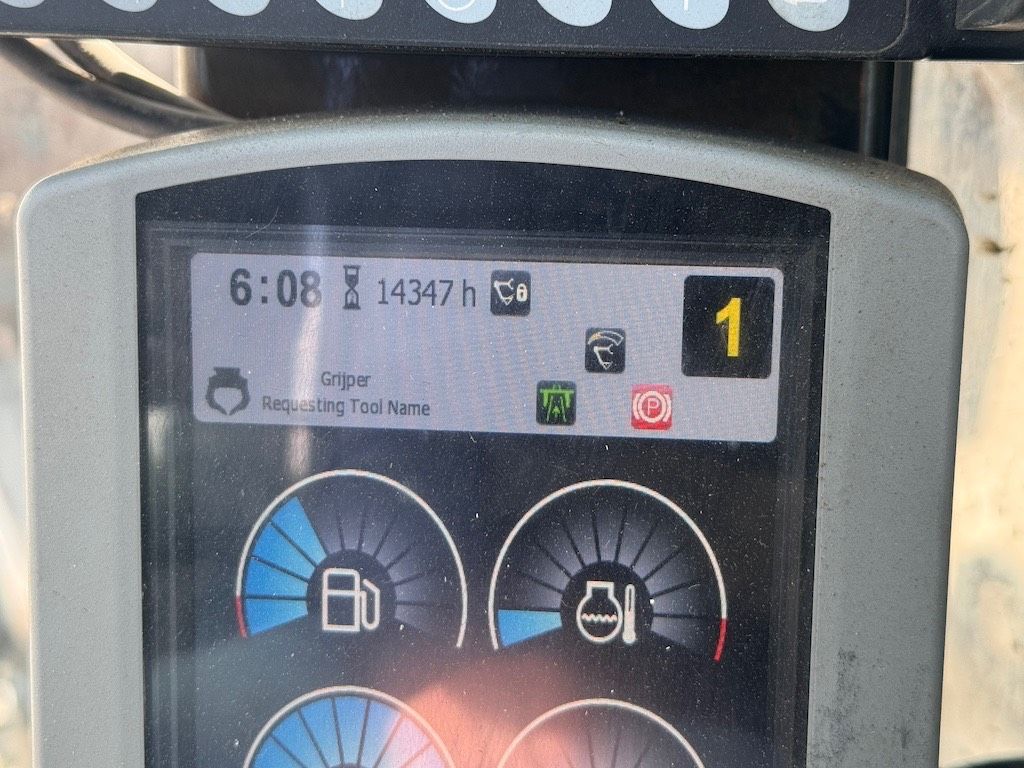 6:08 14347 h
1
Grijper
Requesting Tool Name
P